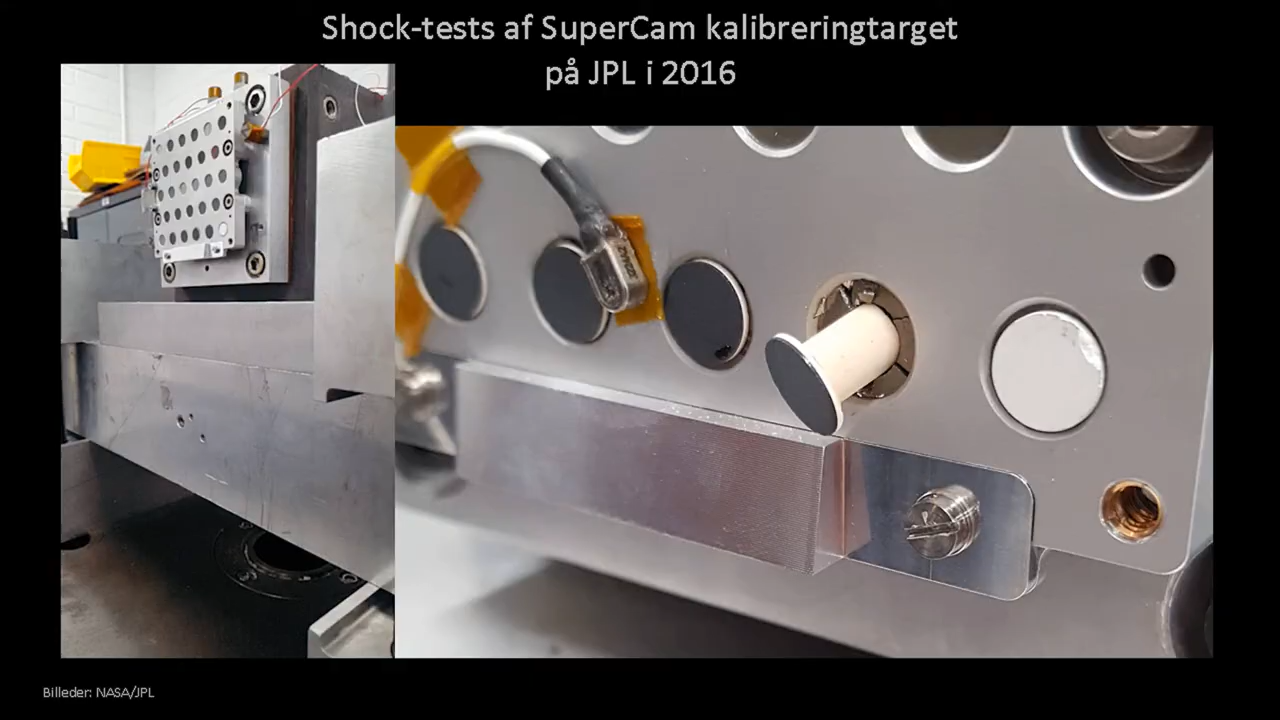 Shock-tests af SuperCam kalibreringtarget
på JPL i 2016
Billeder: NASA/JPL